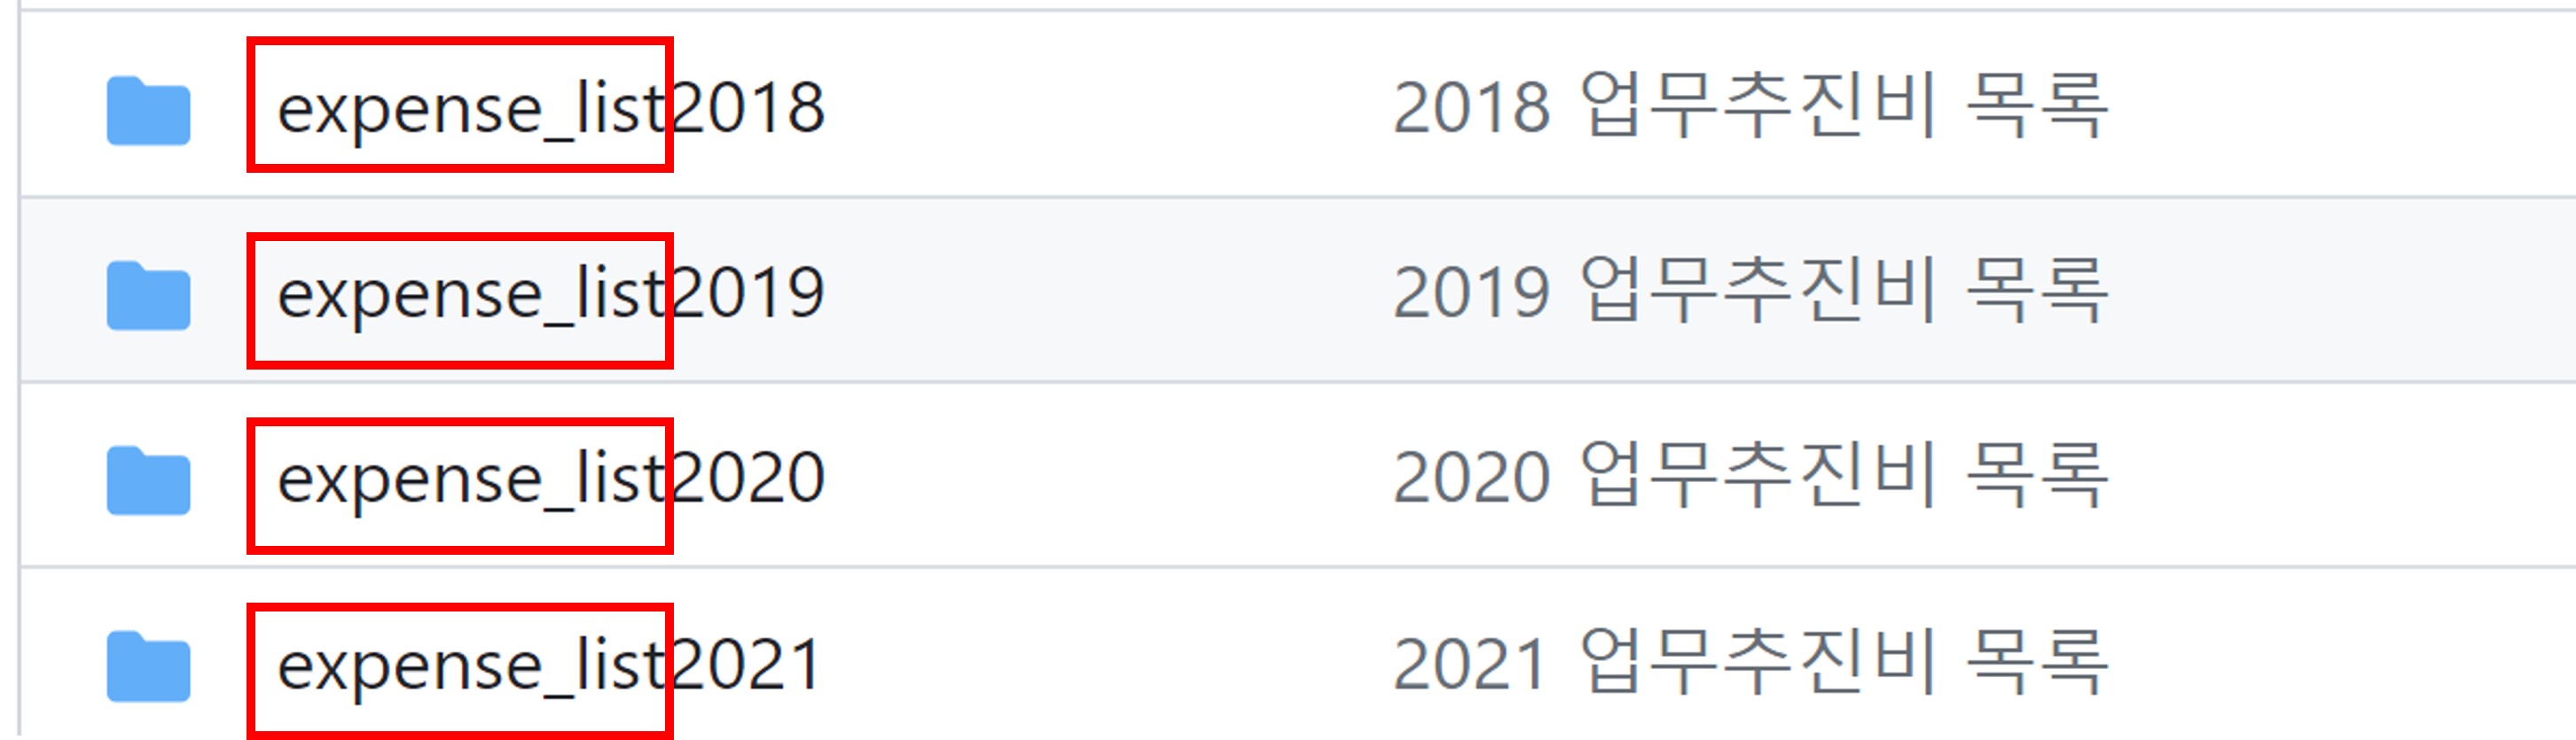 expense_list2018 2018 업무추진비 목록
expense_list2019 2019 업무추진비 목록
expense_list2020 2020 업무추진비 목록
expense_list2021 2021 업무추진비 목록